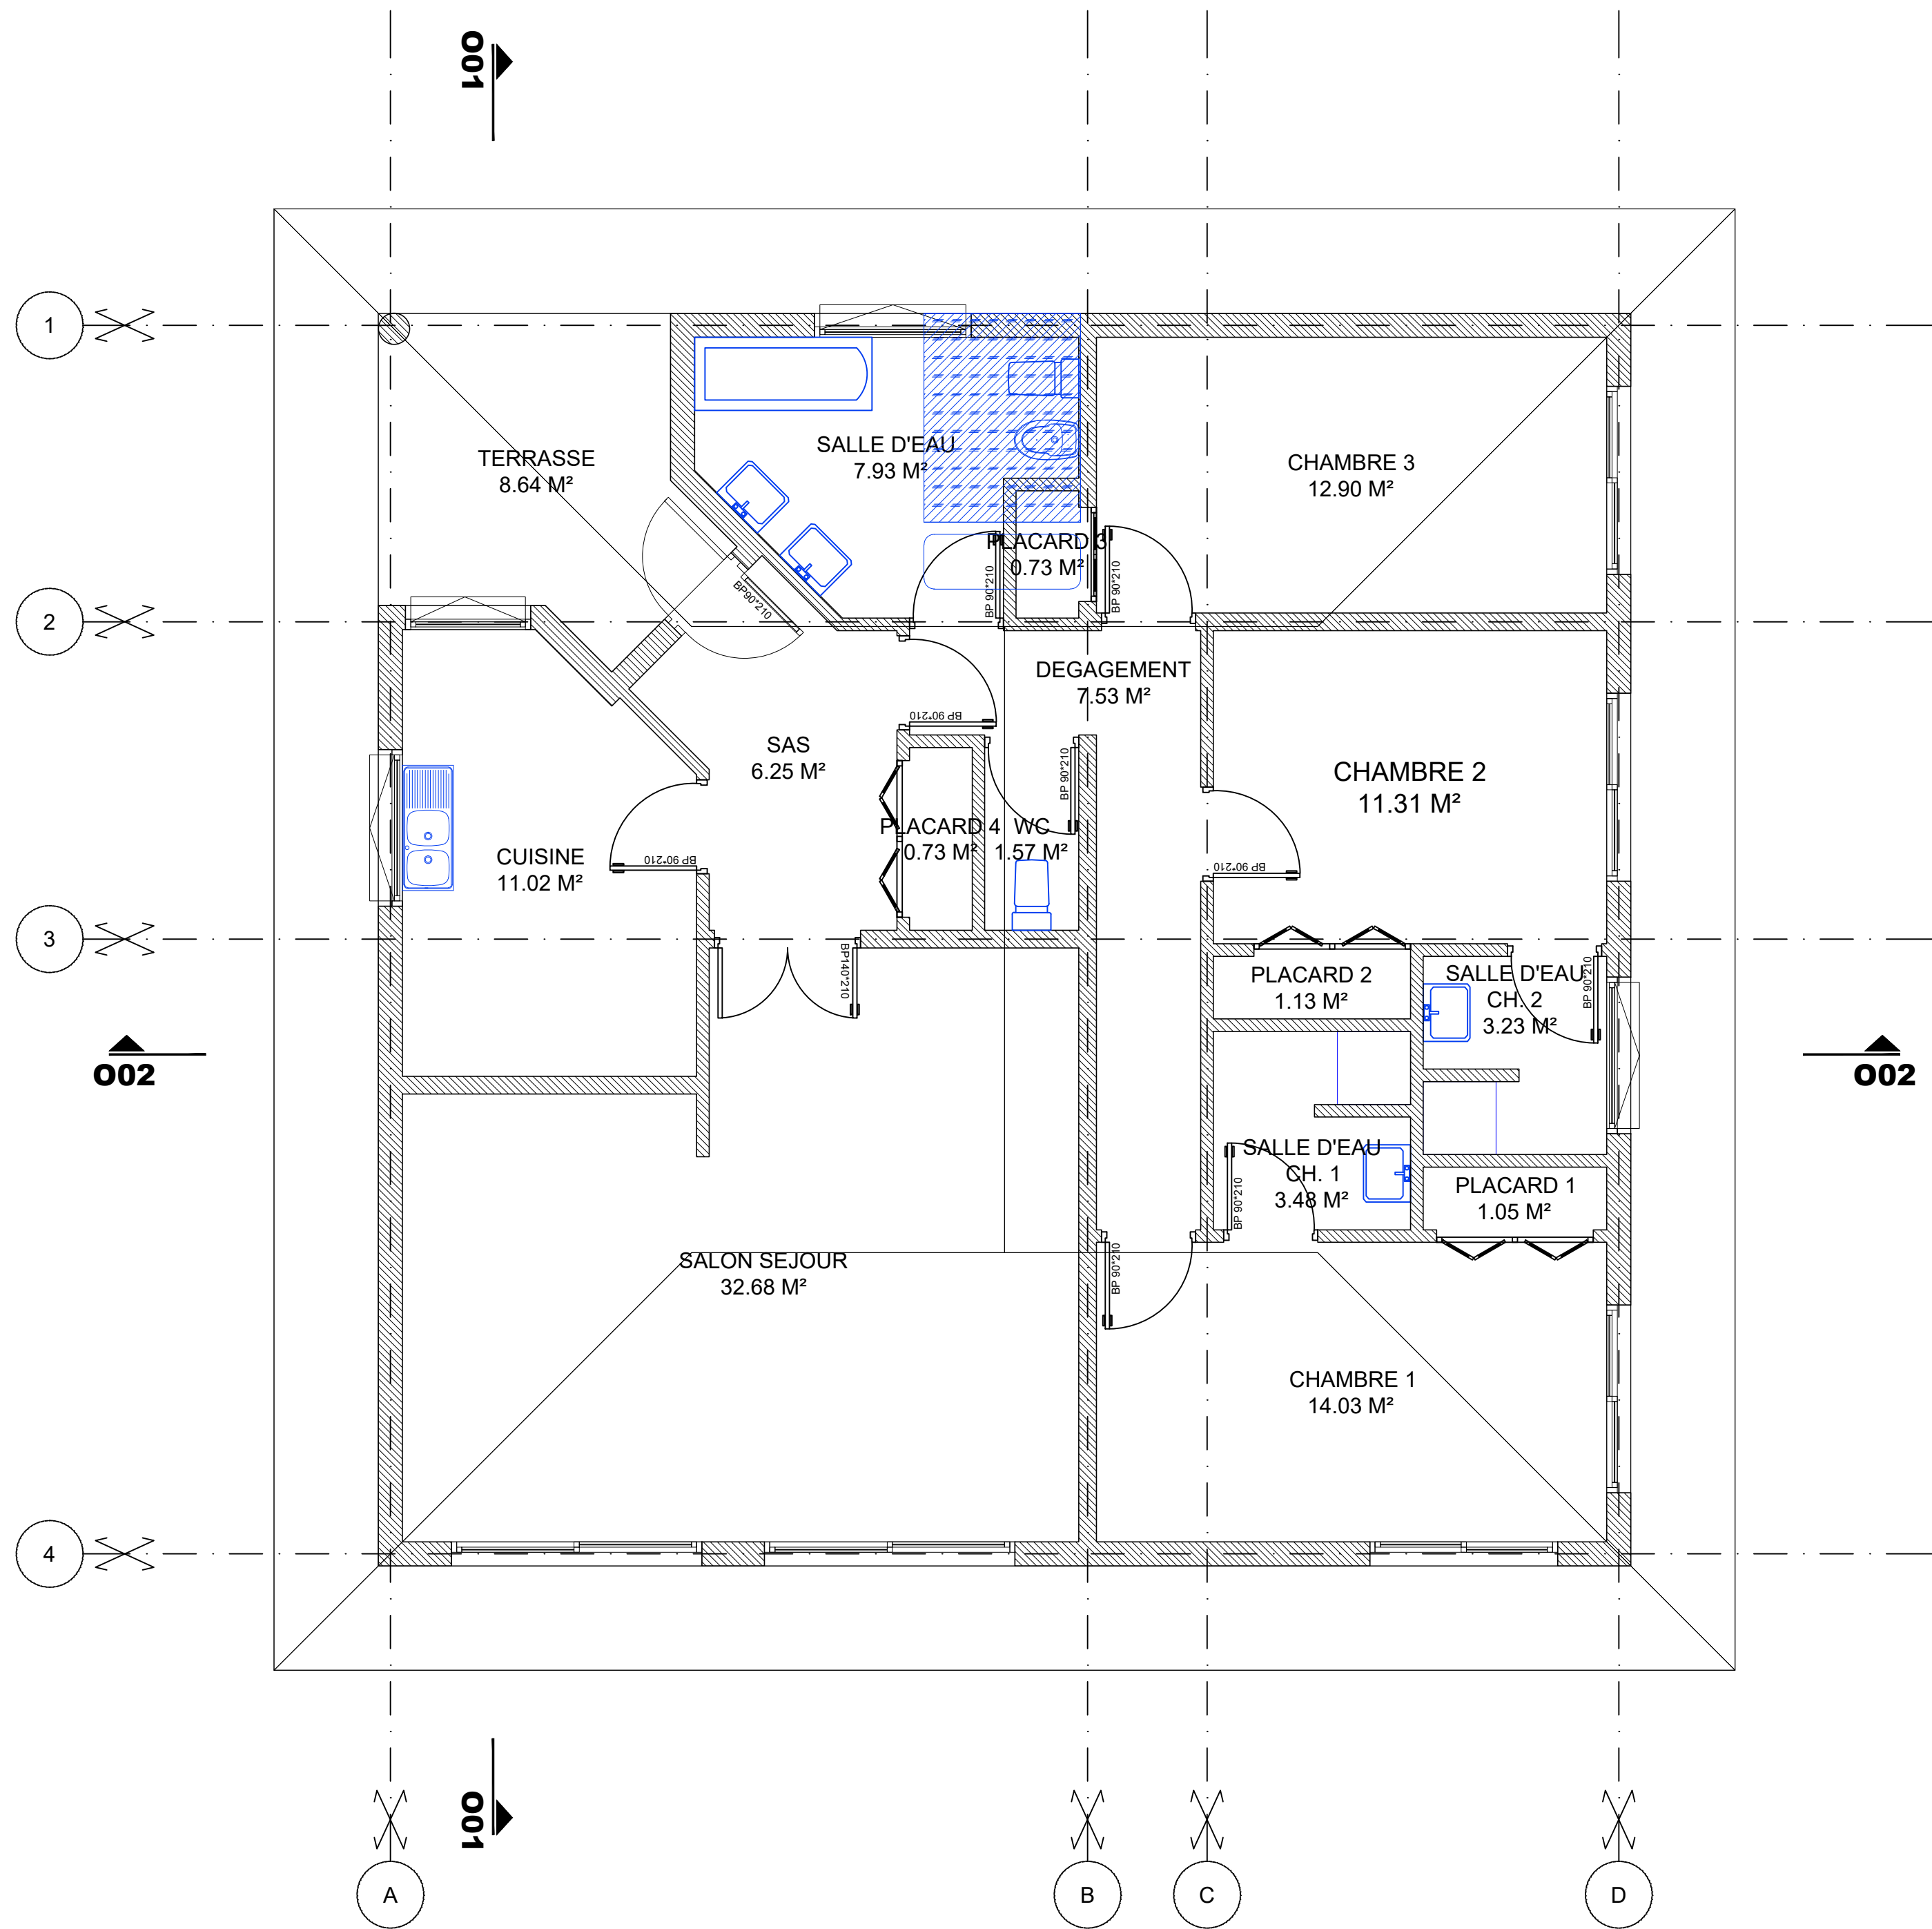 001
1
TERRASSE
8.64 M²
SALLE D'EAU
7.93 M²
CHAMBRE 3
12.90 M²
PLACARD 3
0.73 M²
BP90*210
BP 90*210
BP 90*210
2
DEGAGEMENT
7.53 M²
BP 90*210
SAS
6.25 M²
BP 90*210
CHAMBRE 2
11.31 M²
PLACARD 4
0.73 M²
WC
1.57 M²
CUISINE
11.02 M²
BP 90*210
BP 90*210
3
BP140*210
PLACARD 2
1.13 M²
SALLE D'EAU
CH. 2
3.23 M²
BP 90*210
002
002
SALLE D'EAU
CH. 1
3.48 M²
BP 90*210
PLACARD 1
1.05 M²
SALON SEJOUR
32.68 M²
BP 90*210
CHAMBRE 1
14.03 M²
4
001
A
B
C
D